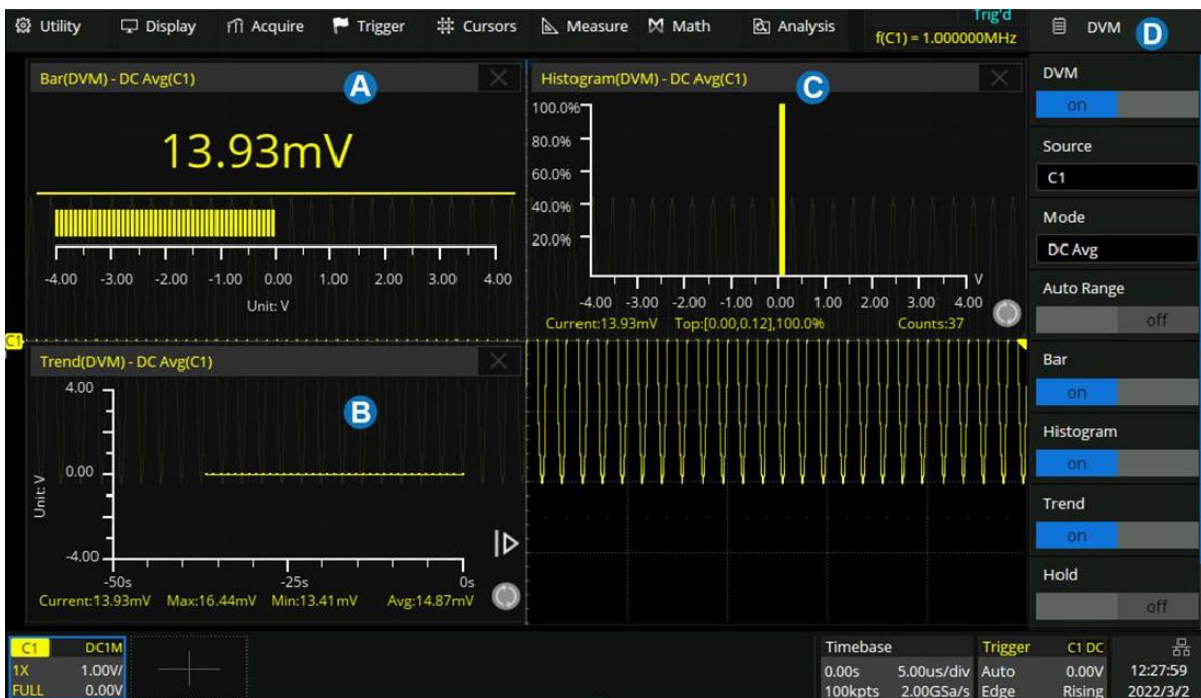 Utility Display Acquire Trigger Cursors Measure Math Analysis
Trig'd
f(C1) = 1.000000MHz
DVM D
Bar(DVM) - DC Avg(C1)
A
13.93mV
-4.00 -3.00 -2.00 -1.00 0.00 1.00 2.00 3.00 4.00
Unit: V
Histogram(DVM) - DC Avg(C1)
C
100.0%
80.0%
60.0%
40.0%
20.0%
V
-4.00 -3.00 -2.00 -1.00 0.00 1.00 2.00 3.00 4.00
Current:13.93mV Top:[0.00,0.12],100.0% Counts:37
C1
Trend(DVM) - DC Avg(C1)
B
4.00
0.00
-4.00
Unit: V
-50s -25s 0s
Current:13.93mV Max:16.44mV Min:13.41mV Avg:14.87mV
DVM
on
Source
C1
Mode
DC Avg
Auto Range
off
Bar
on
Histogram
on
Trend
on
Hold
off
C1 DC1M
1X 1.00V/
FULL 0.00V
Timebase
0.00s 5.00us/div
100kpts 2.00GSa/s
Trigger C1 DC
Auto 0.00V
Edge Rising
12:27:59
2022/3/2